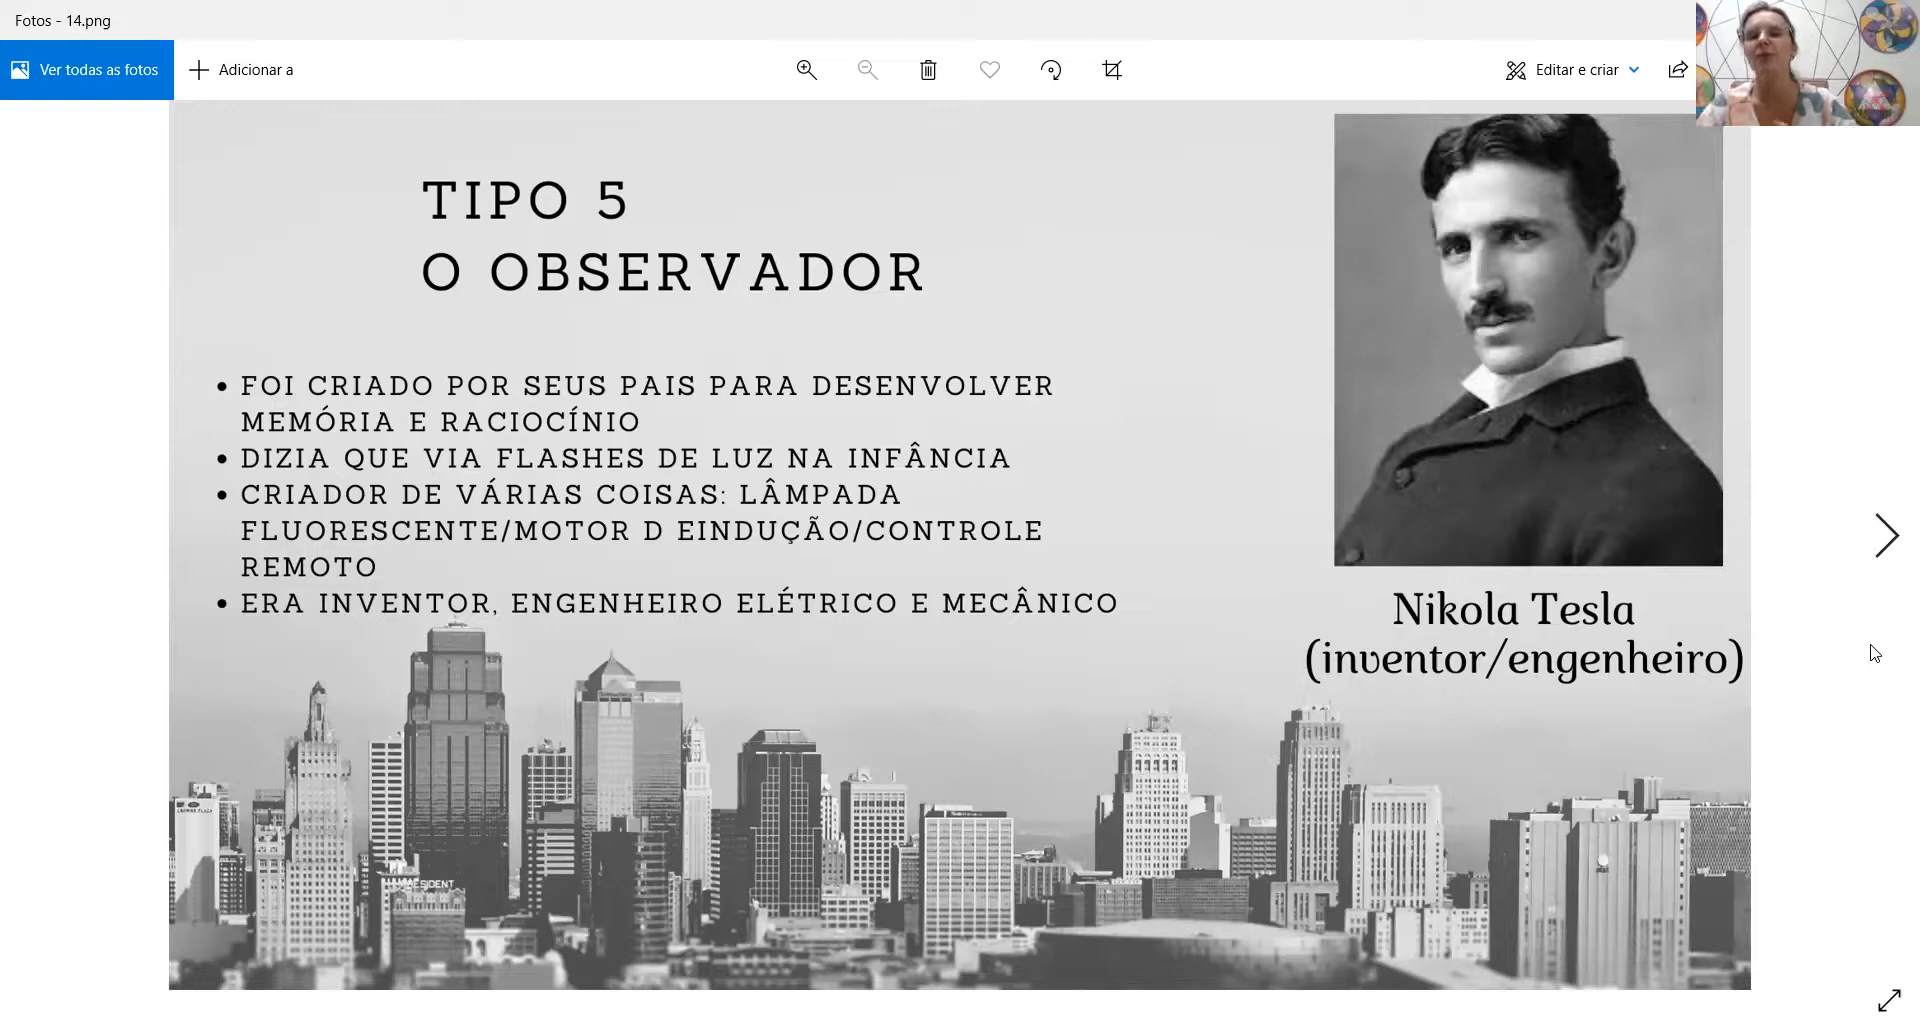 Fotos - 14.png
Ver todas as fotos
Adicionar a
Editar e criar
TIPO 5
O OBSERVADOR
FOI CRIADO POR SEUS PAIS PARA DESENVOLVER
MEMÓRIA E RACIOCÍNIO
DIZIA QUE VIA FLASHES DE LUZ NA INFÂNCIA
CRIADOR DE VÁRIAS COISAS: LÂMPADA
FLUORESCENTE/MOTOR D EINDUÇÃO/CONTROLE
REMOTO
ERA INVENTOR, ENGENHEIRO ELÉTRICO E MECÂNICO
Nikola Tesla
(inventor/engenheiro)
PRESIDENT